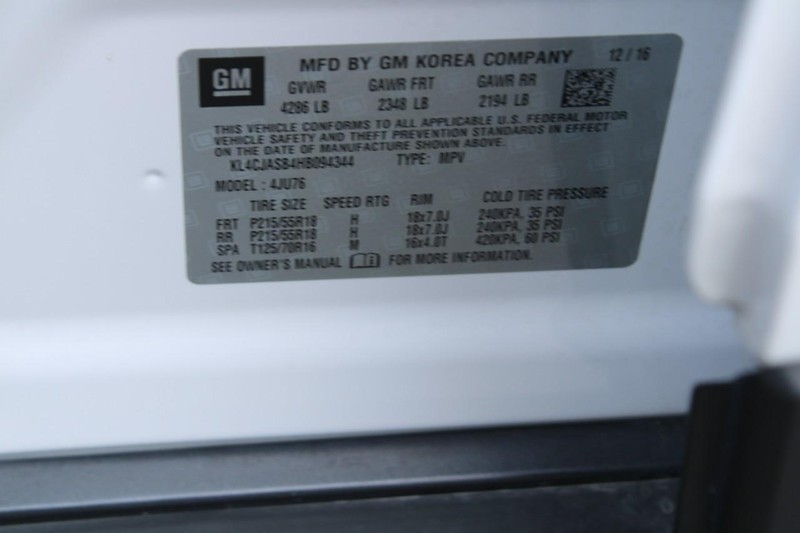 GM MFD BY GM KOREA COMPANY 12 / 16
GVWR GAWR FRT GAWR RR
4286 LB 2348 LB 2194 LB
THIS VEHICLE CONFORMS TO ALL APPLICABLE U.S. FEDERAL MOTOR
VEHICLE SAFETY AND THEFT PREVENTION STANDARDS IN EFFECT
ON THE DATE OF MANUFACTURE SHOWN ABOVE.
KL4CJASB4HB094344 TYPE: MPV
MODEL : 4JU76
TIRE SIZE SPEED RTG RIM COLD TIRE PRESSURE
FRT P215/55R18 H 18x7.0J 240KPA, 35 PSI
RR P215/55R18 H 18x7.0J 240KPA, 35 PSI
SPA T125/70R16 M 16x4.0T 420KPA, 60 PSI
SEE OWNER'S MANUAL FOR MORE INFORMATION.